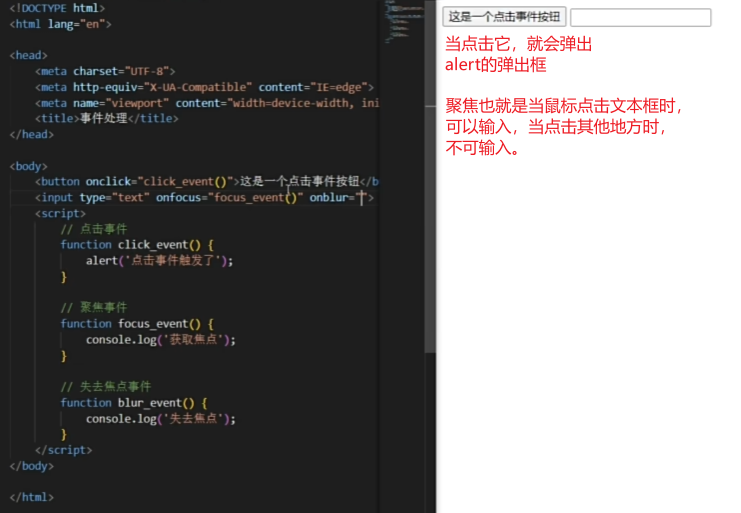 <!DOCTYPE html>
<html lang="en">
<head>
<meta charset="UTF-8">
<meta http-equiv="X-UA-Compatible" content="IE=edge">
<meta name="viewport" content="width=device-width, ini
<title>事件处理</title>
</head>
<body>
<button onclick="click_event()">这是一个点击事件按钮</b
<input type="text" onfocus="focus_event()" onblur="">
<script>
// 点击事件
function click_event() {
alert('点击事件触发了');
}
// 聚焦事件
function focus_event() {
console.log('获取焦点');
}
// 失去焦点事件
function blur_event() {
console.log('失去焦点');
}
</script>
</body>
</html>
这是一个点击事件按钮
当点击它，就会弹出
alert的弹出框
聚焦也就是当鼠标点击文本框时，
可以输入，当点击其他地方时，
不可输入。